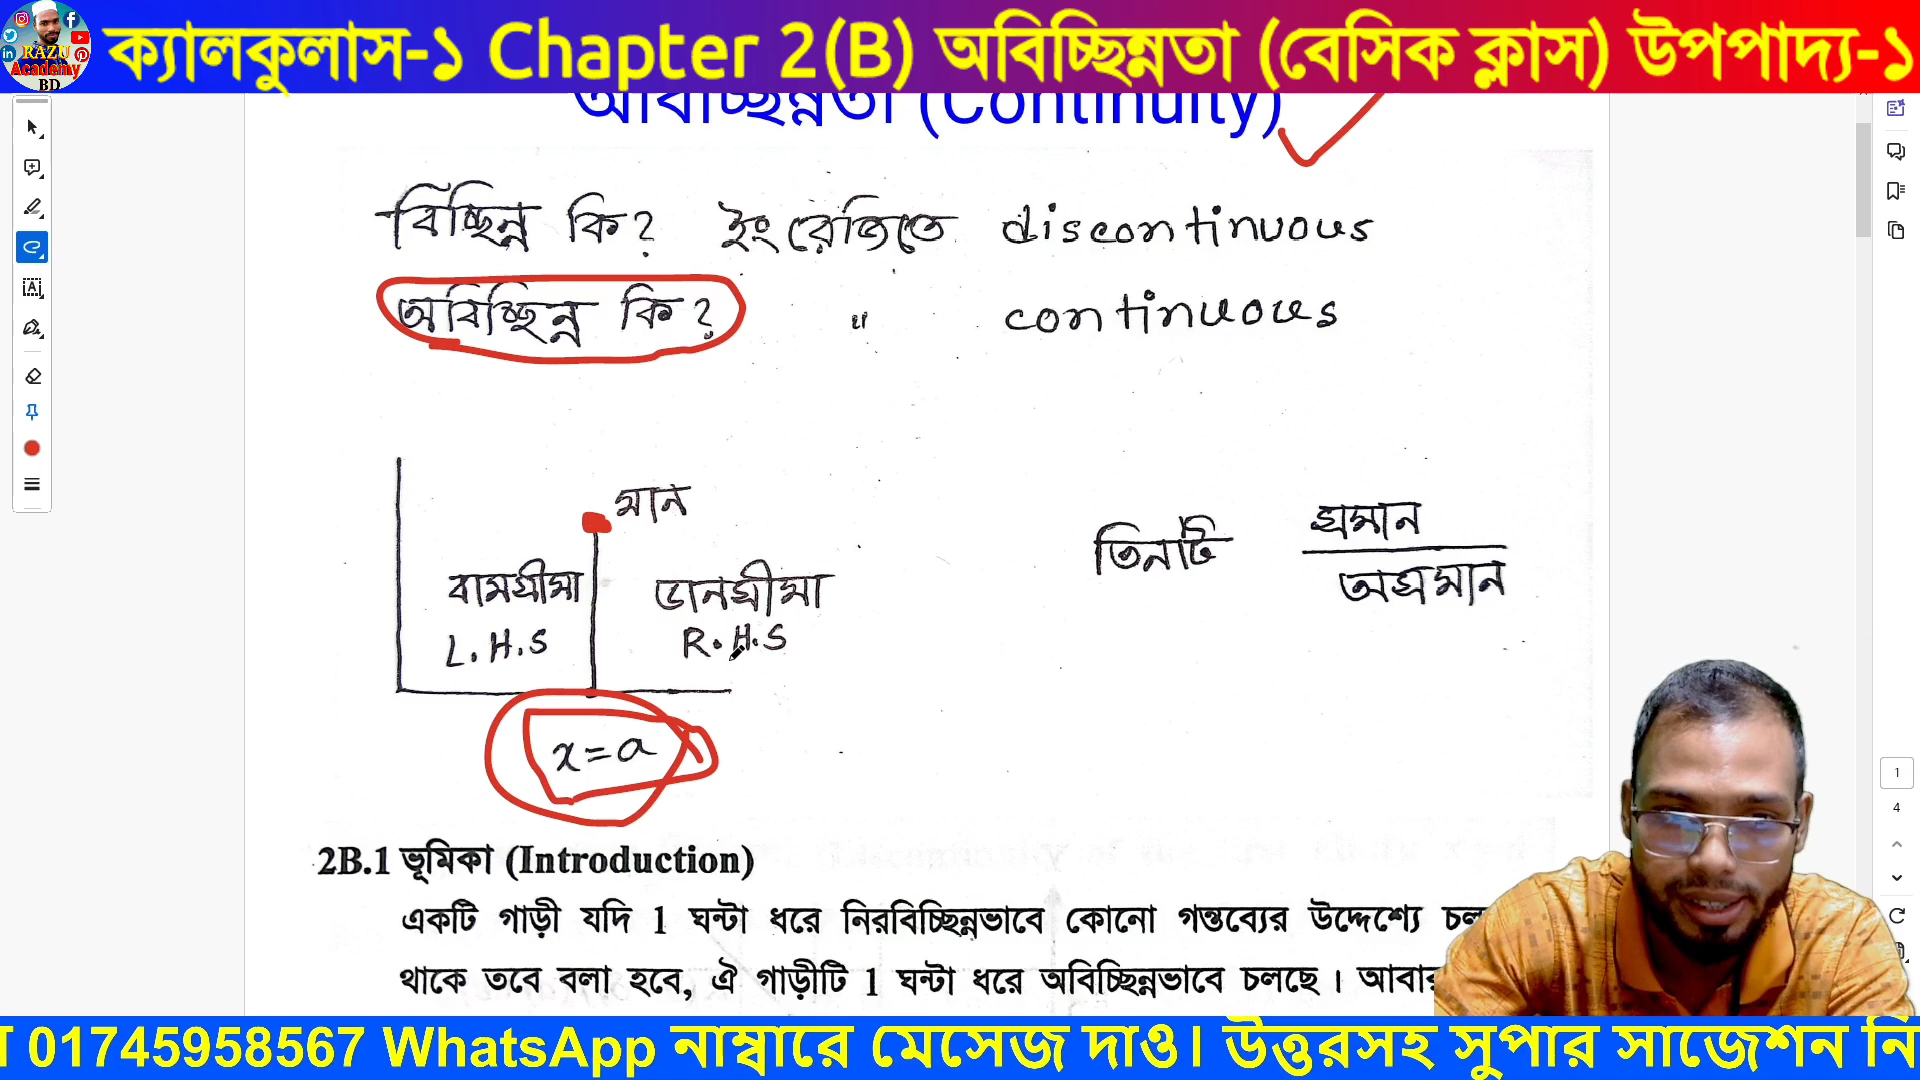 RAZU
Academy
BD.
ক্যালকুলাস-১ Chapter 2(B) অবিচ্ছিন্নতা (বেসিক ক্লাস) উপপাদ্য-১
অবিচ্ছিন্নতা (Continuity)
বিচ্ছিন্ন কি? ইংরেজিতে discontinuous
অবিচ্ছিন্ন কি? " continuous
মান
বামসীমা
L.H.S
ডানসীমা
R.H.S
x=a
তিনটি
সমান
অসমান
2B.1 ভূমিকা (Introduction)
একটি গাড়ী যদি 1 ঘন্টা ধরে নিরবিচ্ছিন্নভাবে কোনো গন্তব্যের উদ্দেশ্যে
থাকে তবে বলা হবে, ঐ গাড়ীটি 1 ঘন্টা ধরে অবিচ্ছিন্নভাবে চলছে।
1
4
01745958567 WhatsApp নাম্বারে মেসেজ দাও। উত্তরসহ সুপার সাজেশন